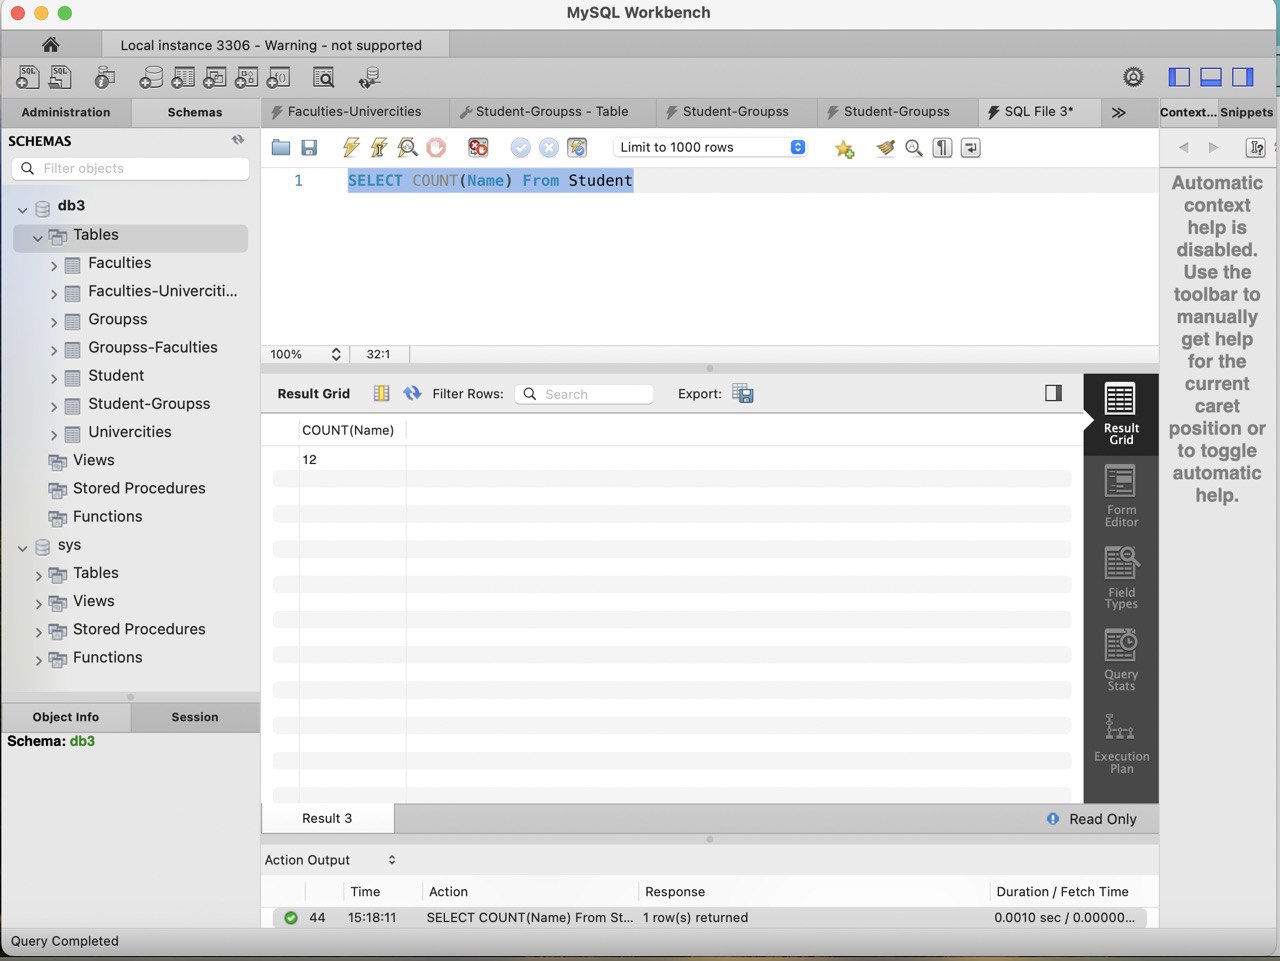 MySQL Workbench
Local instance 3306 - Warning - not supported
SQL
SQL
Administration
Schemas
Faculties-Univercities
Student-Groupss - Table
Student-Groupss
Student-Groupss
SQL File 3*
Context...
Snippets
SCHEMAS
Filter objects
Limit to 1000 rows
1 SELECT COUNT(Name) From Student
Automatic
context
help is
disabled.
Use the
toolbar to
manually
get help
for the
current
caret
position or
to toggle
automatic
help.
db3
Tables
Faculties
Faculties-Univerciti...
Groupss
Groupss-Faculties
Student
Student-Groupss
Univercities
Views
Stored Procedures
Functions
sys
Tables
Views
Stored Procedures
Functions
100%
32:1
Result Grid
Filter Rows:
Search
Export:
COUNT(Name)
12
Result
Grid
Form
Editor
Field
Types
Query
Stats
Execution
Plan
Object Info
Session
Schema: db3
Result 3
Read Only
Action Output
Time
Action
Response
Duration / Fetch Time
44
15:18:11
SELECT COUNT(Name) From St...
1 row(s) returned
0.0010 sec / 0.00000...
Query Completed